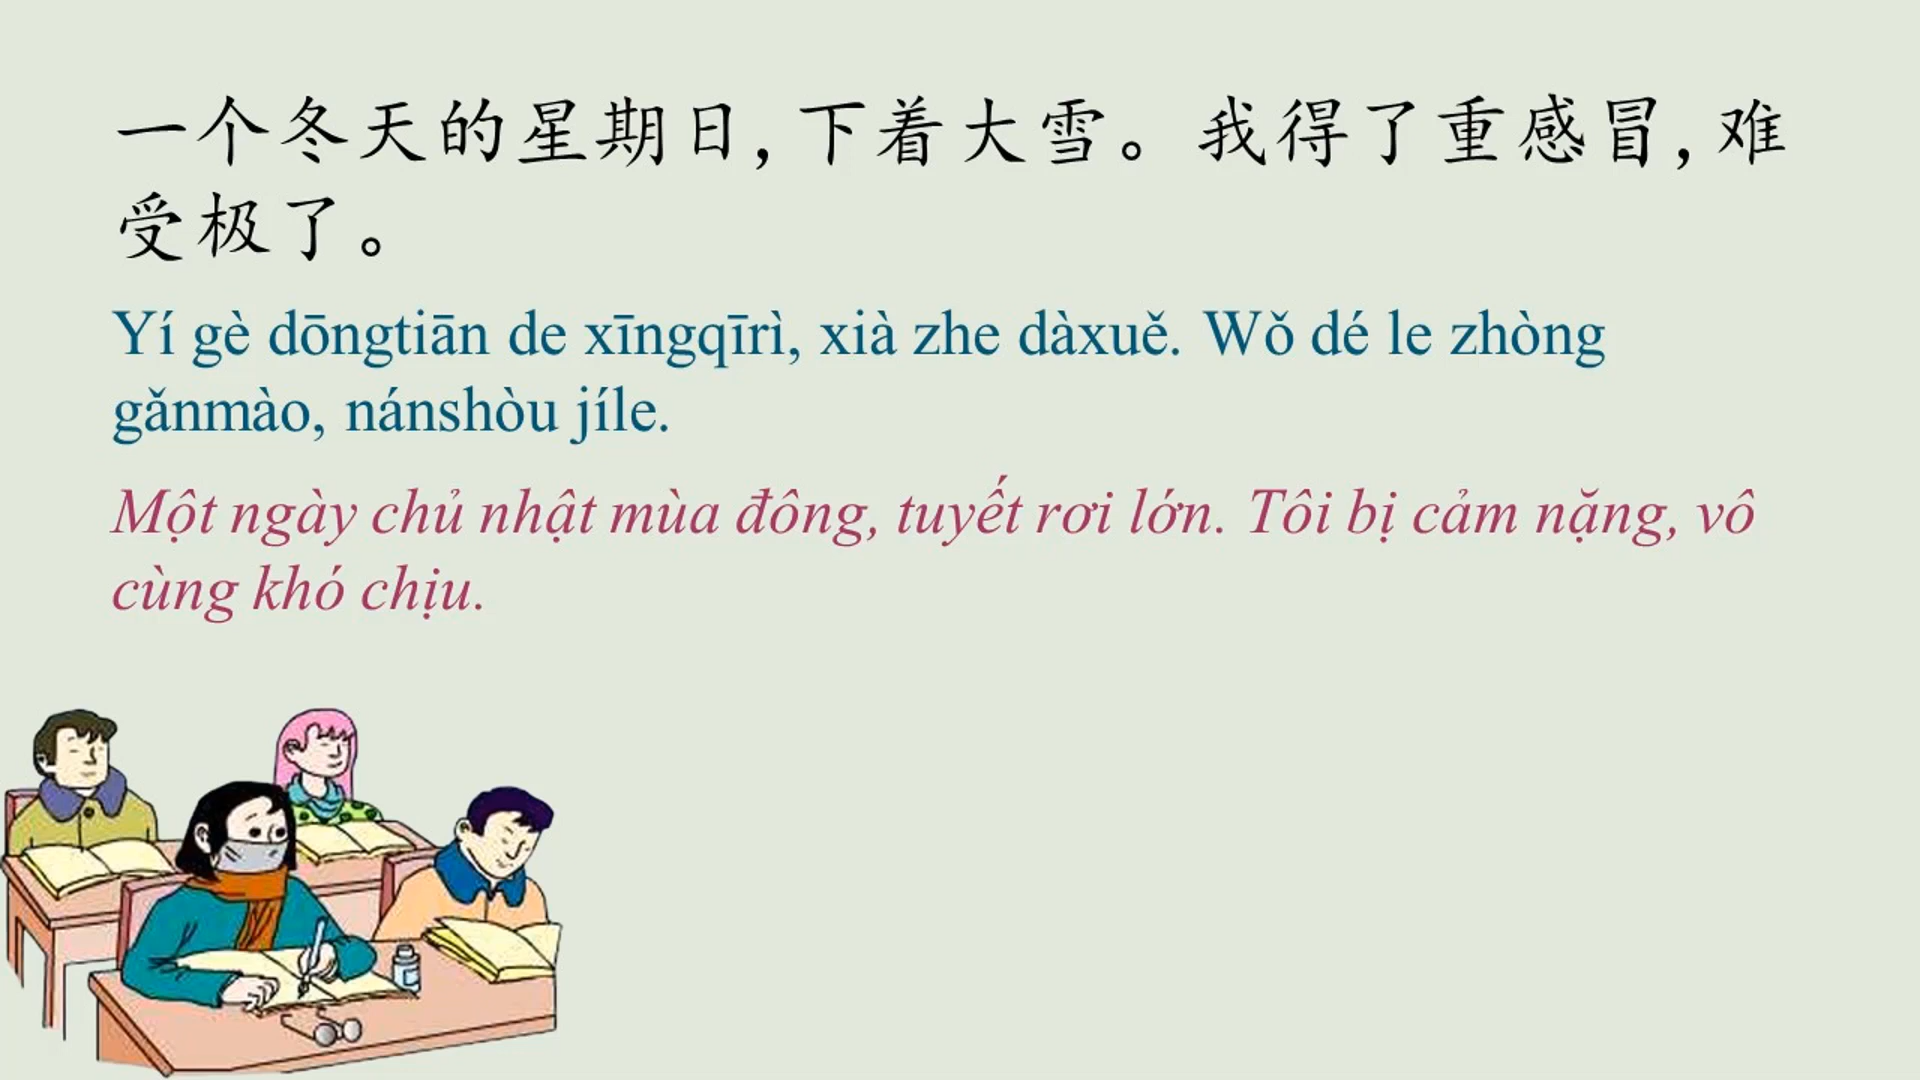 一个冬天的星期日,下着大雪。我得了重感冒,难
受极了。
Yí gè dōngtiān de xīngqīrì, xià zhe dàxuě. Wǒ dé le zhòng
gǎnmào, nánshòu jíle.
Một ngày chủ nhật mùa đông, tuyết rơi lớn. Tôi bị cảm nặng, vô
cùng khó chịu.